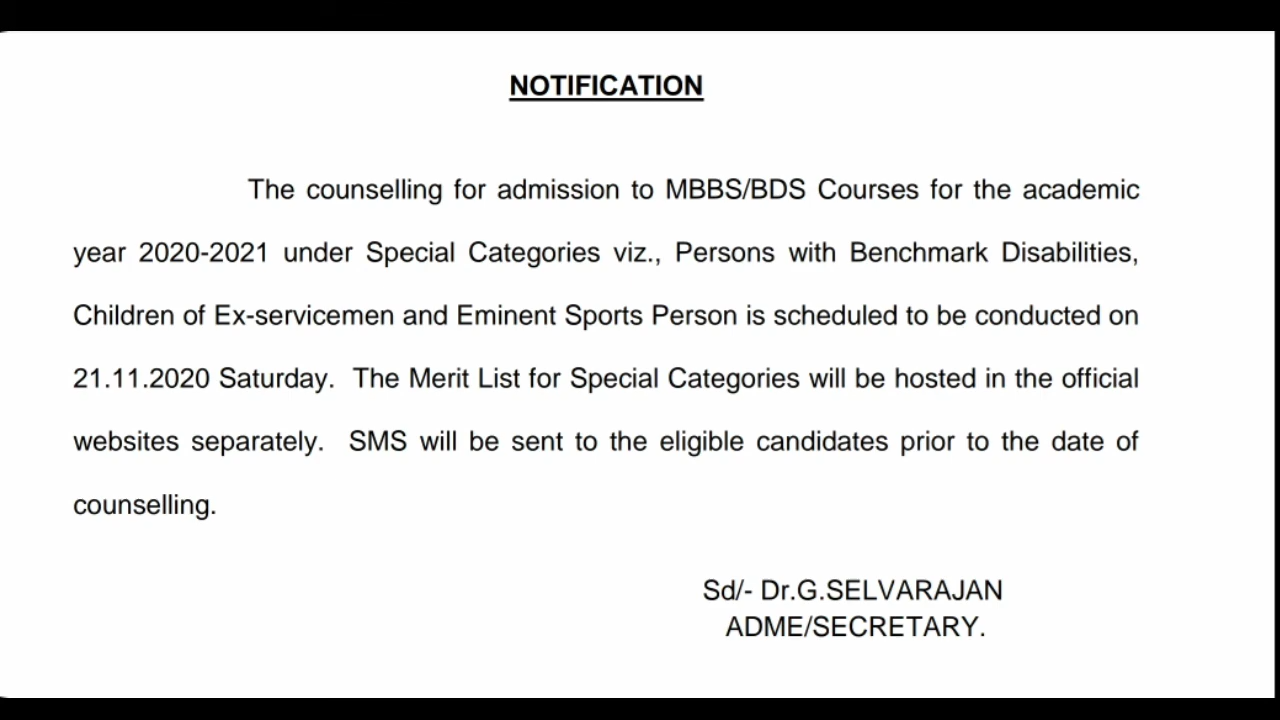 NOTIFICATION
The counselling for admission to MBBS/BDS Courses for the academic
year 2020-2021 under Special Categories viz., Persons with Benchmark Disabilities,
Children of Ex-servicemen and Eminent Sports Person is scheduled to be conducted on
21.11.2020 Saturday. The Merit List for Special Categories will be hosted in the official
websites separately. SMS will be sent to the eligible candidates prior to the date of
counselling.
Sd/- Dr.G.SELVARAJAN
ADME/SECRETARY.